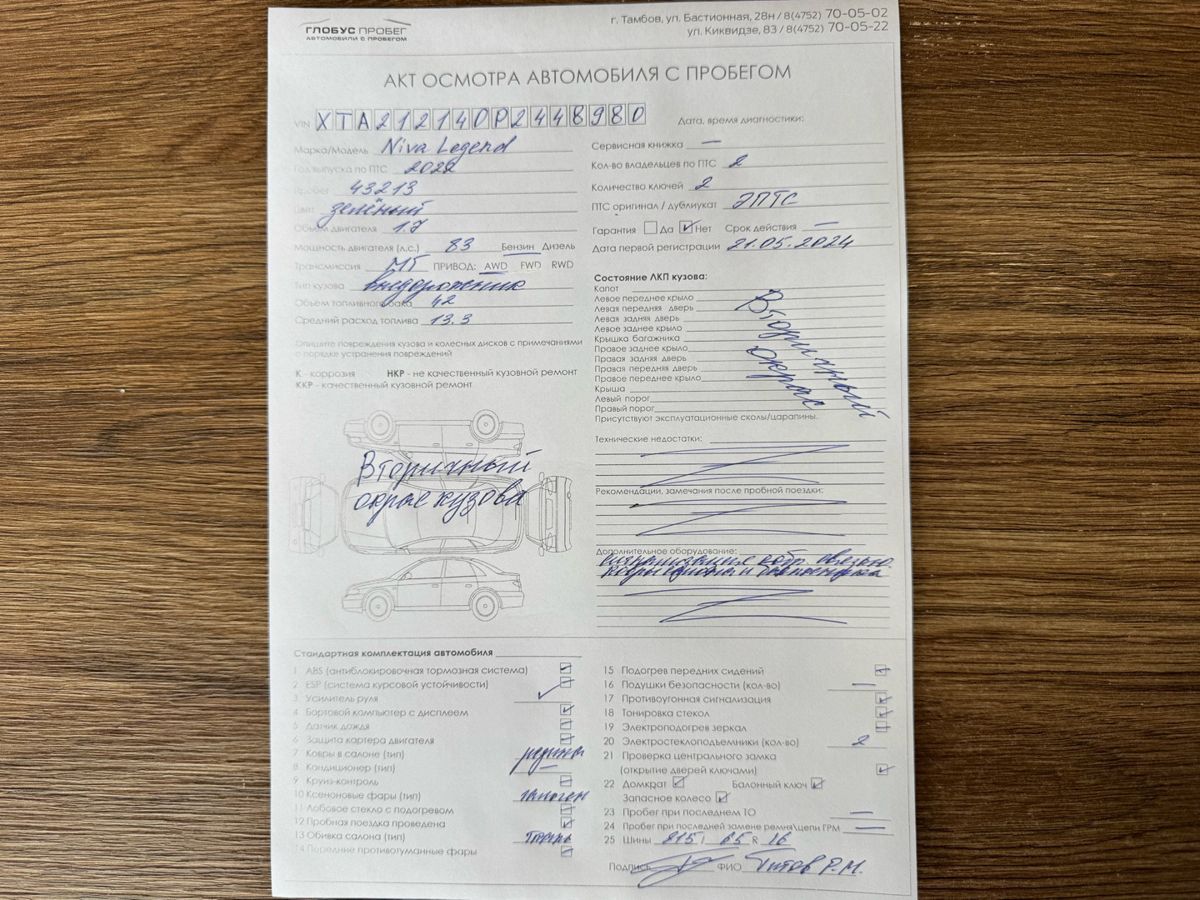 ГЛОБУС ПРОБЕГ
АВТОМОБИЛИ С ПРОБЕГОМ
г. Тамбов, ул. Бастионная, 28н / 8(4752) 70-05-02
ул. Киквидзе, 83 / 8(4752) 70-05-22
АКТ ОСМОТРА АВТОМОБИЛЯ С ПРОБЕГОМ
VIN XTA212140P2448980
Марка/Модель Niva Legend
Год выпуска по ПТС 2022
Пробег 43213
Цвет зелёный
Объем двигателя 1.7
Мощность двигателя (л.с.) 83 Бензин Дизель
Трансмиссия МТ ПРИВОД: AWD FWD RWD
Тип кузова внедорожник
Объем топливного бака 42
Средний расход топлива 13.3
Опишите повреждения кузова и колесных дисков с примечаниями
о порядке устранения повреждений
К - коррозия НКР - не качественный кузовной ремонт
ККР - качественный кузовной ремонт
Вторичный
окрас кузова
Дата, время диагностики:
Сервисная книжка —
Кол-во владельцев по ПТС 2
Количество ключей 2
ПТС оригинал / дубликат ЭПТС
Гарантия Да Нет Срок действия —
Дата первой регистрации 21.05.2024
Состояние ЛКП кузова:
Капот
Левое переднее крыло
Левая передняя дверь
Левая задняя дверь
Левое заднее крыло
Крышка багажника
Правое заднее крыло
Правая задняя дверь
Правая передняя дверь
Правое переднее крыло
Крыша
Левый порог
Правый порог
Вторичный
окрас
Присутствуют эксплуатационные сколы/царапины.
Технические недостатки:
Рекомендации, замечания после пробной поездки:
Дополнительное оборудование:
сигнализация с обр. связью
Стандартная комплектация автомобиля
1 ABS (антиблокировочная тормозная система)
2 ESP (система курсовой устойчивости)
3 Усилитель руля
4 Бортовой компьютер с дисплеем
5 Датчик дождя
6 Защита картера двигателя
7 Ковры в салоне (тип) резина
8 Кондиционер (тип) —
9 Круиз-контроль
10 Ксеноновые фары (тип) галоген
11 Лобовое стекло с подогревом
12 Пробная поездка проведена
13 Обивка салона (тип) ткань
14 Передние противотуманные фары
15 Подогрев передних сидений
16 Подушки безопасности (кол-во) —
17 Противоугонная сигнализация
18 Тонировка стекол
19 Электроподогрев зеркал
20 Электростеклоподъемники (кол-во) 2
21 Проверка центрального замка
(открытие дверей ключами)
22 Домкрат Балонный ключ
Запасное колесо
23 Пробег при последнем ТО —
24 Пробег при последней замене ремня\цепи ГРМ —
25 Шины 215 / 65 R 16
Подпись ФИО Титов Р.М.